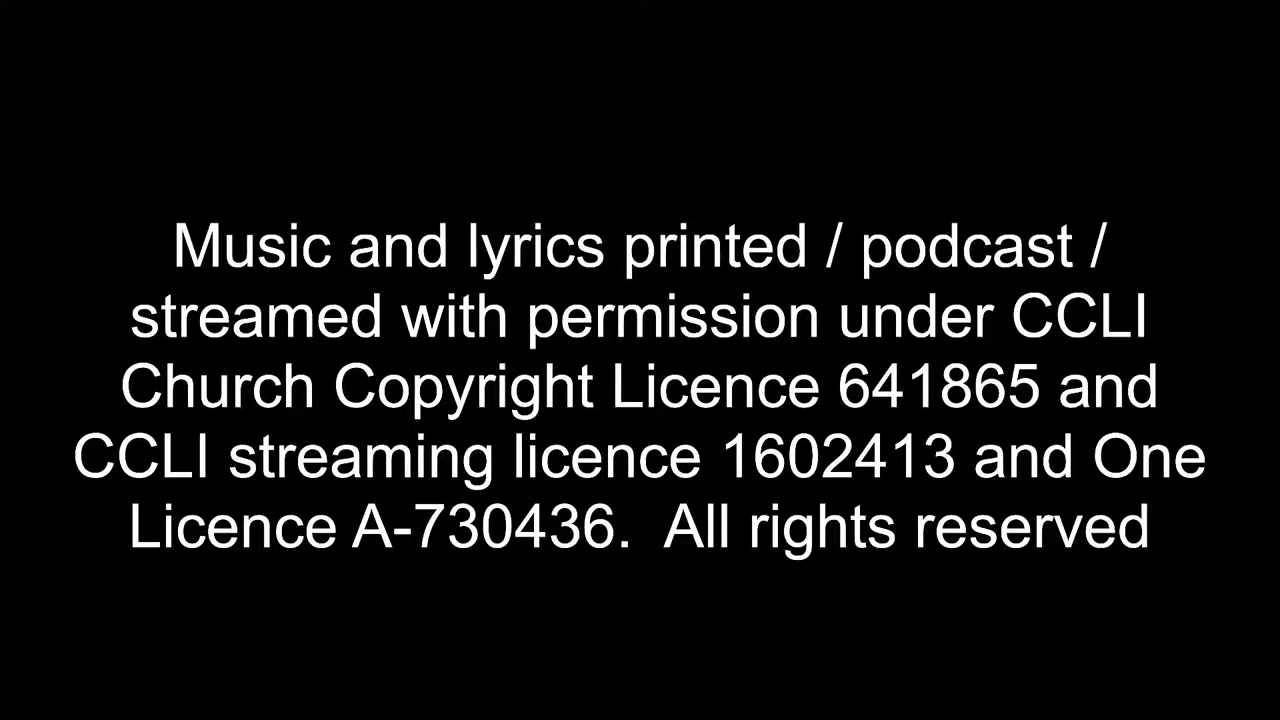 Music and lyrics printed / podcast /
streamed with permission under CCLI
Church Copyright Licence 641865 and
CCLI streaming licence 1602413 and One
Licence A-730436.  All rights reserved